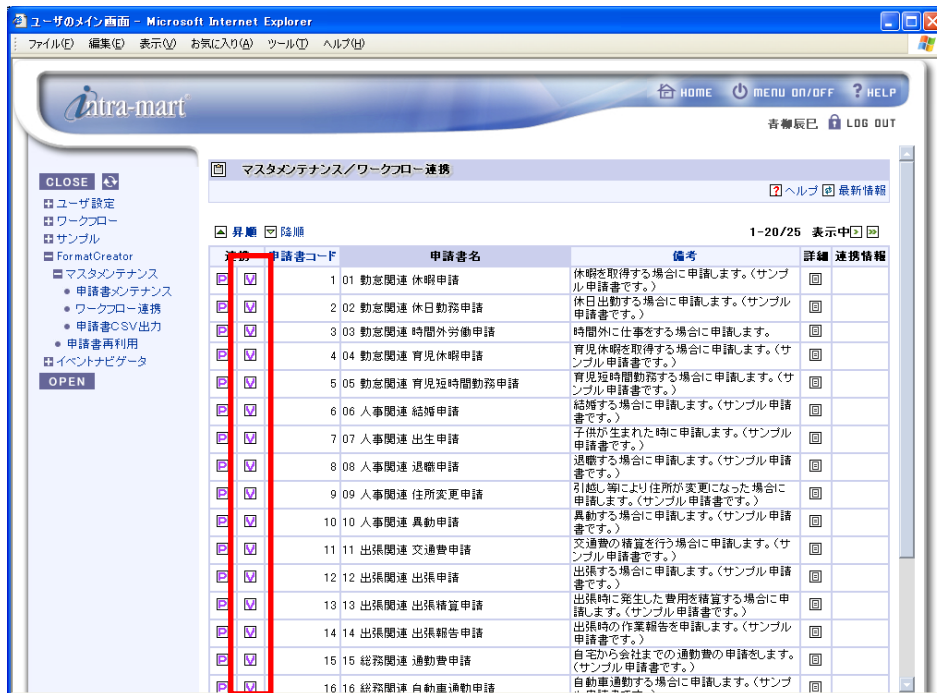 ユーザのメイン画面 - Microsoft Internet Explorer
ファイル(F) 編集(E) 表示(V) お気に入り(A) ツール(T) ヘルプ(H)
intra-mart
HOME MENU ON/OFF ? HELP
青柳辰巳 LOG OUT
マスタメンテナンス/ワークフロー連携
? ヘルプ 最新情報
CLOSE
ユーザ設定
ワークフロー
サンプル
FormatCreator
マスタメンテナンス
申請書メンテナンス
ワークフロー連携
申請書CSV出力
申請書再利用
イベントナビゲータ
OPEN
昇順 降順 1-20/25 表示中
連携 申請書コード 申請書名 備考 詳細 連携情報
P V 1 01 勤怠関連 休暇申請 休暇を取得する場合に申請します。(サンプ
ル申請書です。)
P V 2 02 勤怠関連 休日勤務申請 休日出勤する場合に申請します。(サンプル
申請書です。)
P V 3 03 勤怠関連 時間外労働申請 時間外に仕事をする場合に申請します。
P V 4 04 勤怠関連 育児休暇申請 育児休暇を取得する場合に申請します。(サ
ンプル申請書です。)
P V 5 05 勤怠関連 育児短時間勤務申請 育児短時間勤務する場合に申請します。(サ
ンプル申請書です。)
P V 6 06 人事関連 結婚申請 結婚する場合に申請します。(サンプル申請
書です。)
P V 7 07 人事関連 出生申請 子供が生まれた時に申請します。(サンプル
申請書です。)
P V 8 08 人事関連 退職申請 退職する場合に申請します。(サンプル申請
書です。)
P V 9 09 人事関連 住所変更申請 引越し等により住所が変更になった場合に
申請します。(サンプル申請書です。)
P V 10 10 人事関連 異動申請 異動する場合に申請します。(サンプル申請
書です。)
P V 11 11 出張関連 交通費申請 交通費の精算を行う場合に申請します。(サ
ンプル申請書です。)
P V 12 12 出張関連 出張申請 出張する場合に申請します。(サンプル申請
書です。)
P V 13 13 出張関連 出張精算申請 出張時に発生した費用を精算する場合に申
請します。(サンプル申請書です。)
P V 14 14 出張関連 出張報告申請 出張時の作業報告を申請します。(サンプル
申請書です。)
P V 15 15 総務関連 通勤費申請 自宅から会社までの通勤費の申請をします。
(サンプル申請書です。)
P V 16 16 総務関連 自動車通勤申請 自動車通勤する場合に申請します。(サンプ